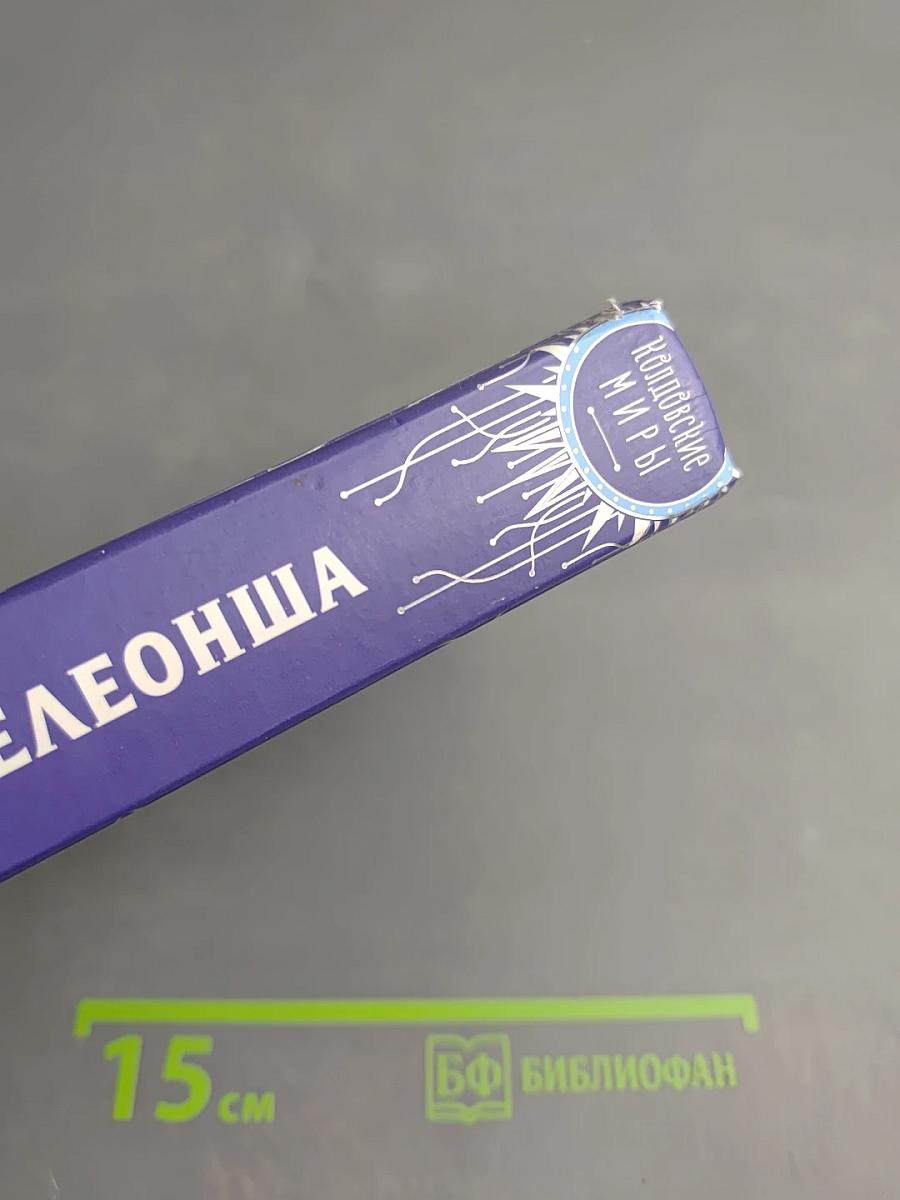 Колдовские
МИРЫ
ЕЛЕОНША
15 см
БФ БИБЛИОФАН